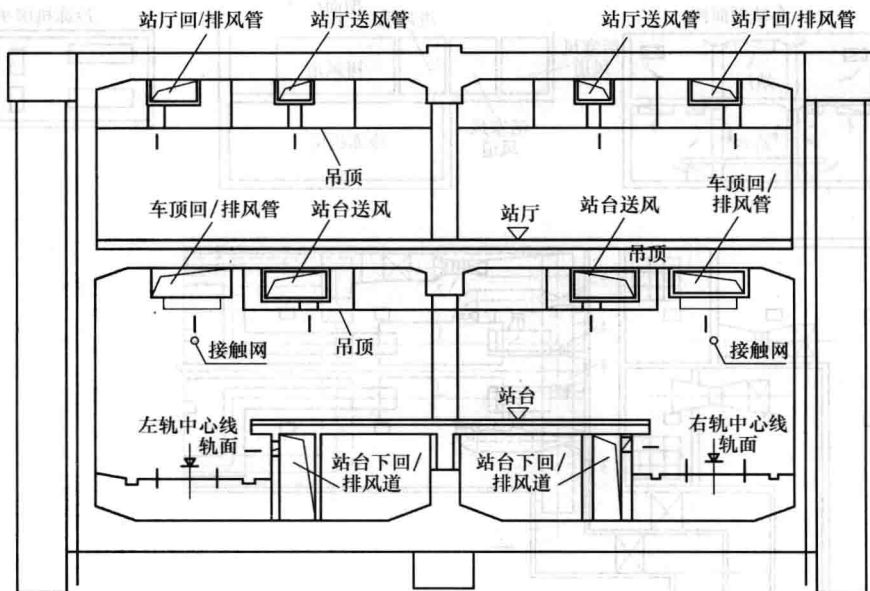 站厅回/排风管
站厅送风管
站厅送风管
站厅回/排风管
吊顶
车顶回/排风管
站台送风
站厅
站台送风
车顶回/
排风管
吊顶
接触网
吊顶
接触网
站台
左轨中心线
轨面
站台下回/
排风道
站台下回/
排风道
右轨中心线
轨面